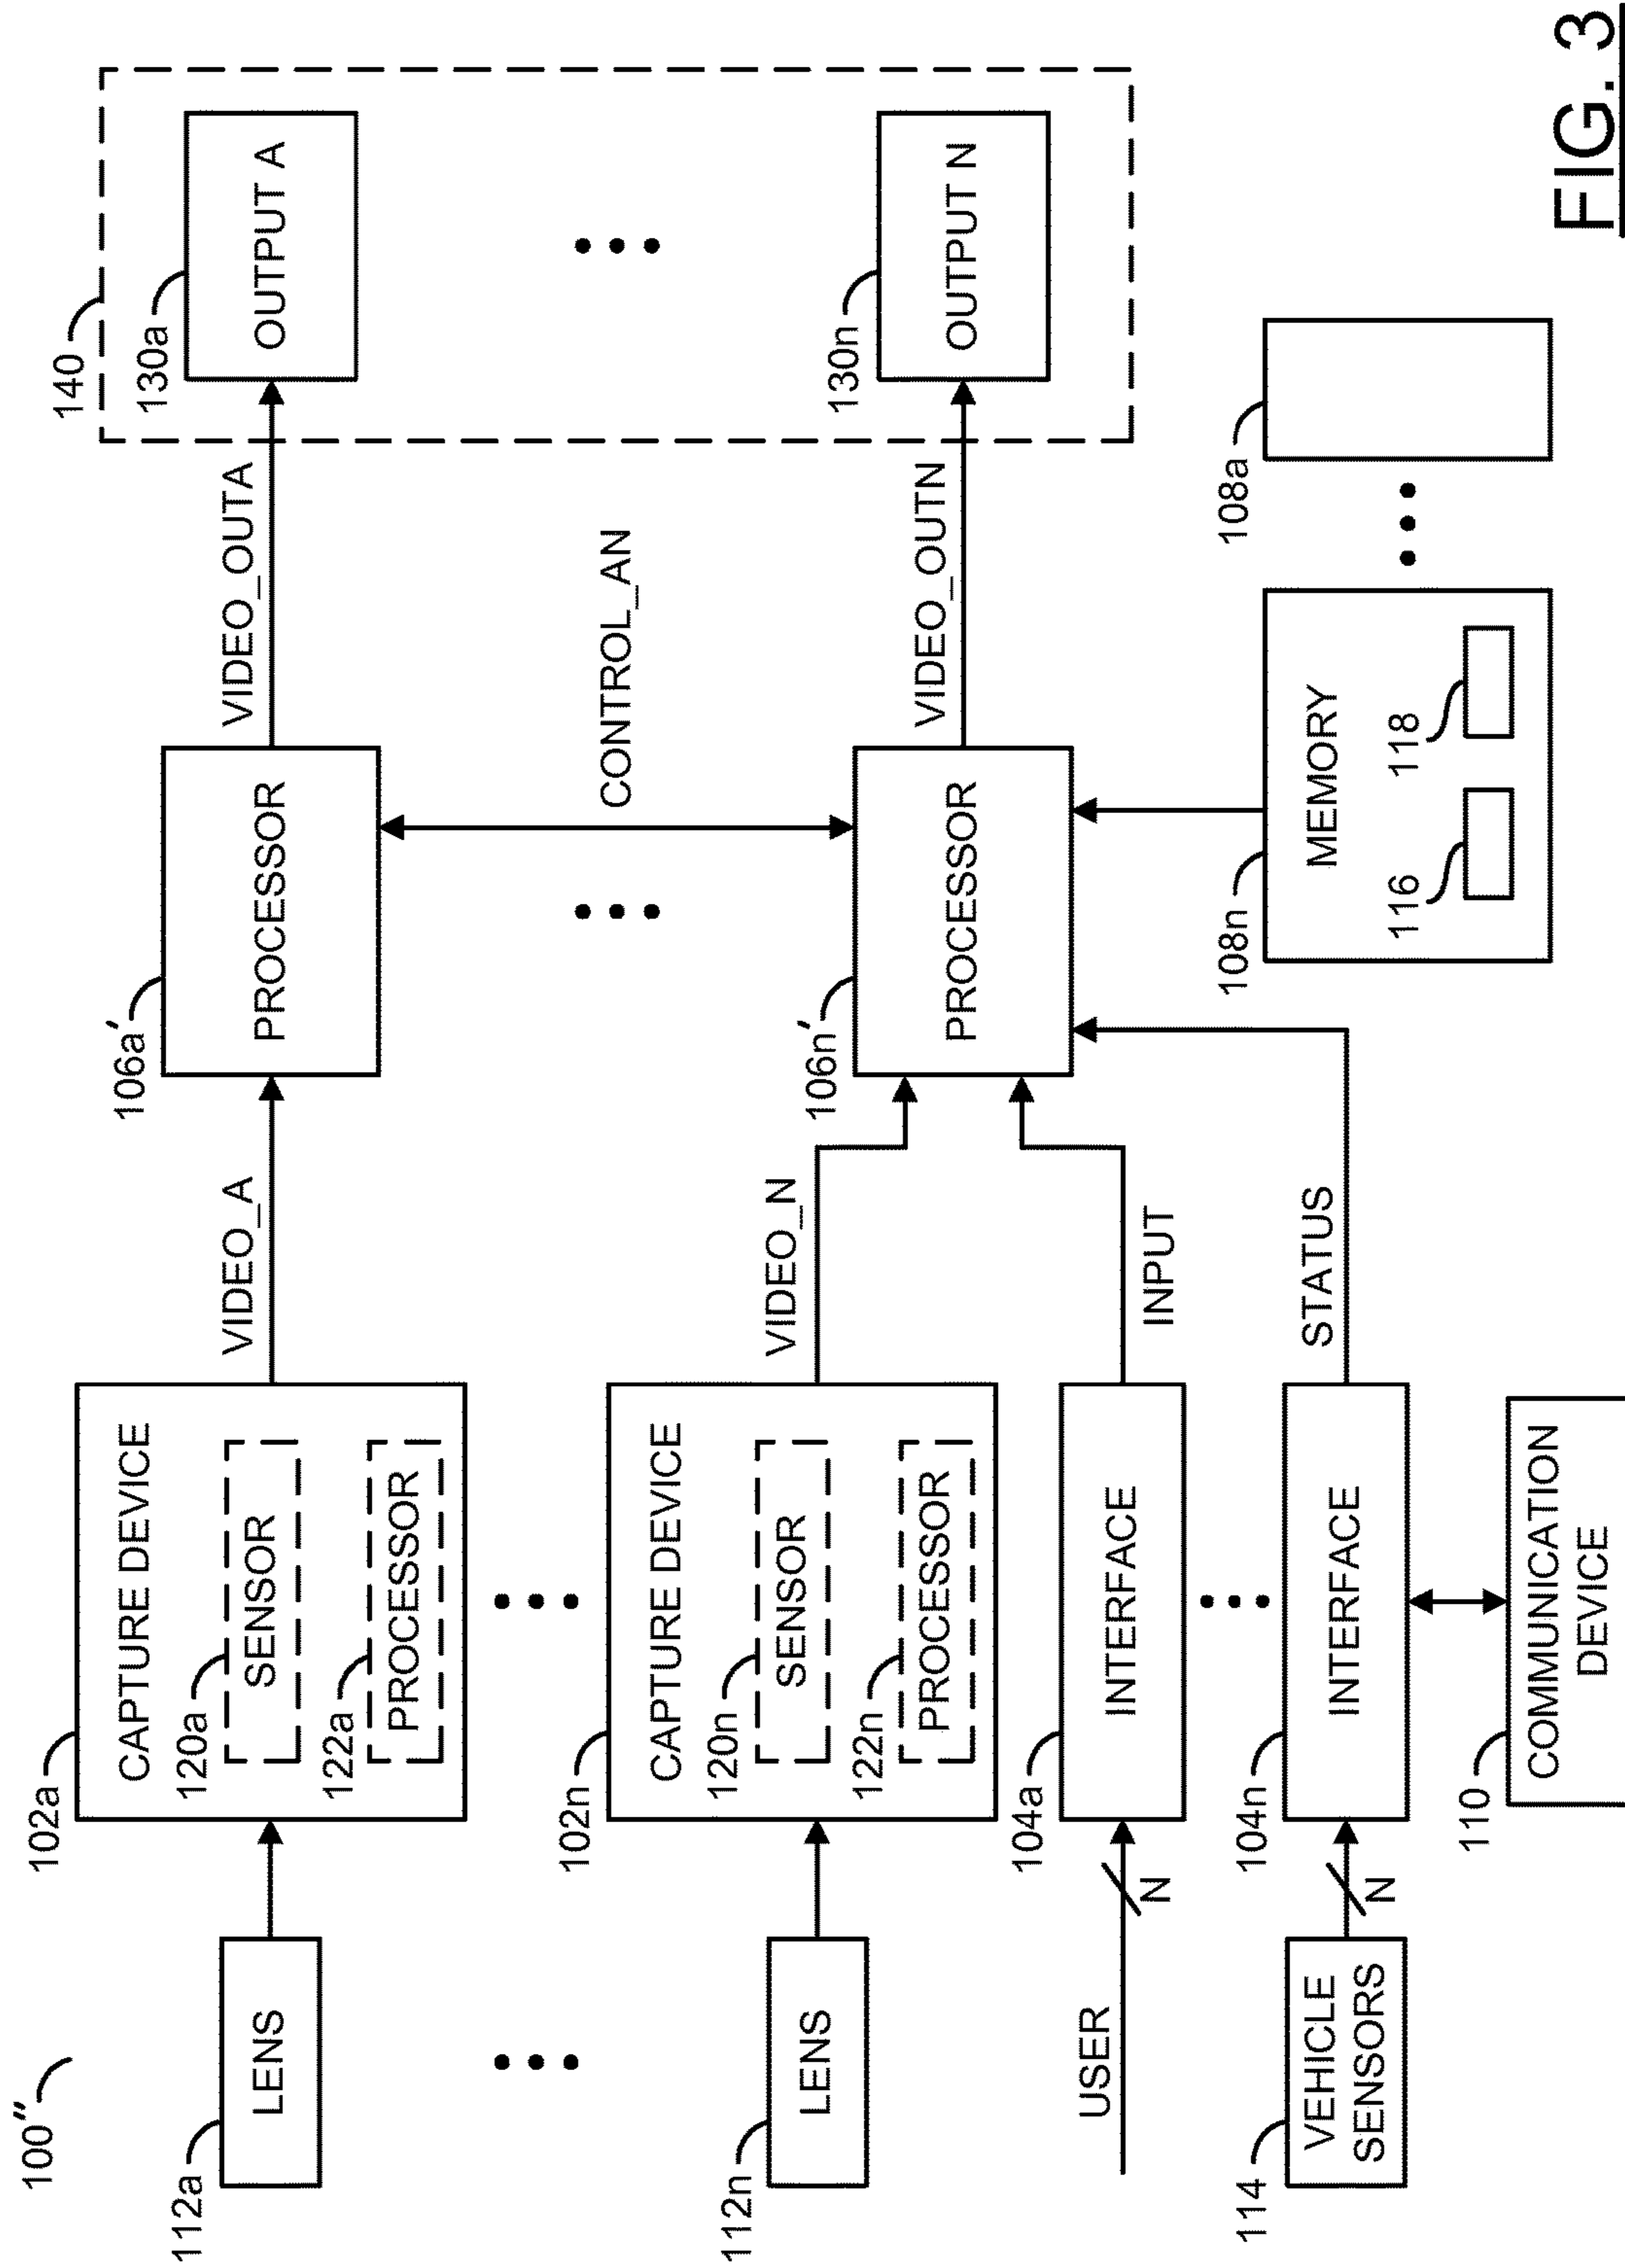 100″
140
112a
LENS
102a
CAPTURE DEVICE
120a
SENSOR
122a
PROCESSOR
VIDEO_A
106a′
PROCESSOR
VIDEO_OUTA
130a
OUTPUT A
CONTROL_AN
112n
LENS
102n
CAPTURE DEVICE
120n
SENSOR
122n
PROCESSOR
VIDEO_N
106n′
PROCESSOR
VIDEO_OUTN
130n
OUTPUT N
USER
N
104a
INTERFACE
INPUT
114
VEHICLE
SENSORS
N
104n
INTERFACE
STATUS
108n
MEMORY
116
118
108a
110
COMMUNICATION
DEVICE
FIG. 3